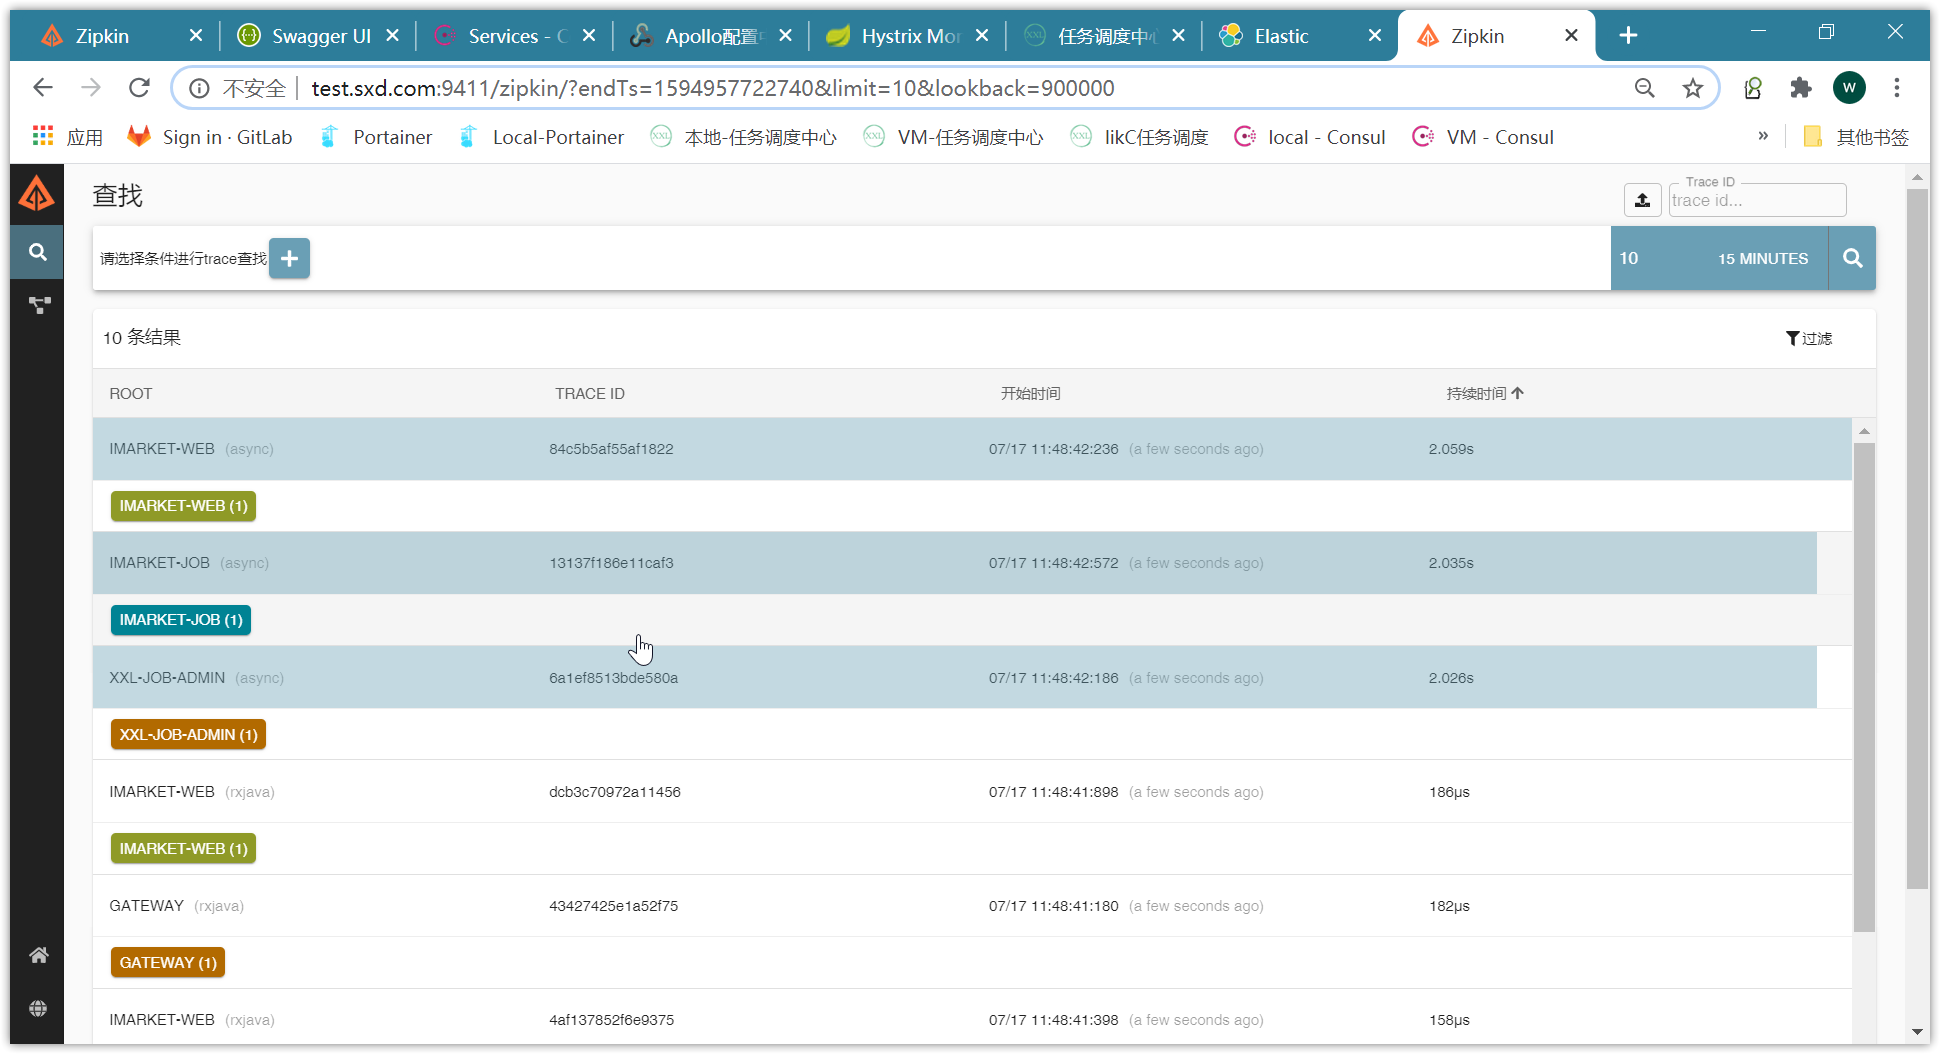 Zipkin
Swagger UI
Services - C
Apollo配置中
Hystrix Mon
任务调度中心
Elastic
Zipkin
不安全
test.sxd.com:9411/zipkin/?endTs=1594957722740&limit=10&lookback=900000
W
应用
Sign in · GitLab
Portainer
Local-Portainer
XXL
本地-任务调度中心
XXL
VM-任务调度中心
XXL
likC任务调度
local - Consul
VM - Consul
»
其他书签
查找
Trace ID
trace id...
请选择条件进行trace查找
10
15 MINUTES
10 条结果
过滤
ROOT TRACE ID 开始时间 持续时间
IMARKET-WEB (async) 84c5b5af55af1822 07/17 11:48:42:236 (a few seconds ago) 2.059s
IMARKET-WEB (1)
IMARKET-JOB (async) 13137f186e11caf3 07/17 11:48:42:572 (a few seconds ago) 2.035s
IMARKET-JOB (1)
XXL-JOB-ADMIN (async) 6a1ef8513bde580a 07/17 11:48:42:186 (a few seconds ago) 2.026s
XXL-JOB-ADMIN (1)
IMARKET-WEB (rxjava) dcb3c70972a11456 07/17 11:48:41:898 (a few seconds ago) 186μs
IMARKET-WEB (1)
GATEWAY (rxjava) 43427425e1a52f75 07/17 11:48:41:180 (a few seconds ago) 182μs
GATEWAY (1)
IMARKET-WEB (rxjava) 4af137852f6e9375 07/17 11:48:41:398 (a few seconds ago) 158μs